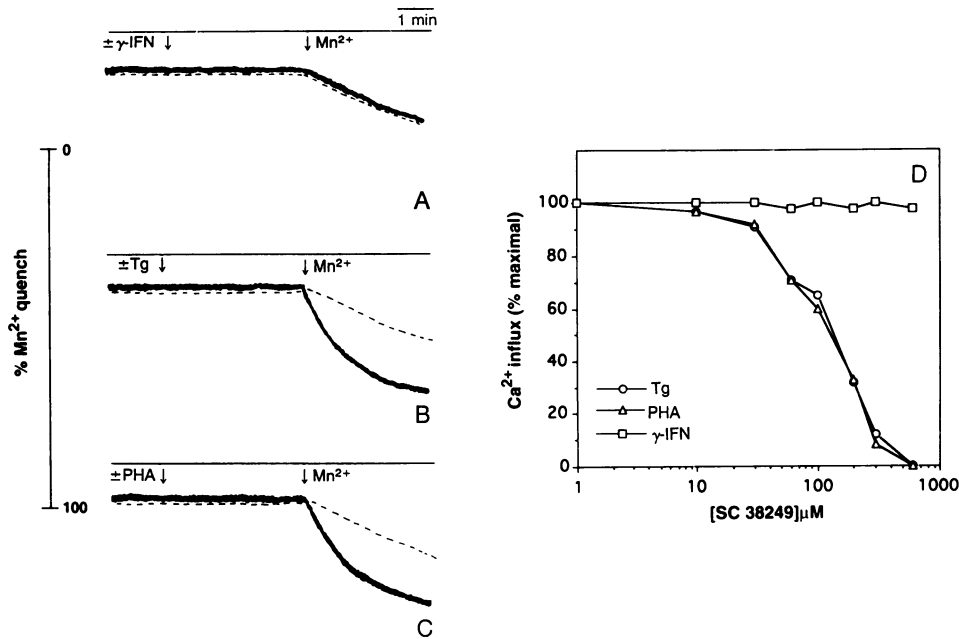 1 min
± γ-IFN ↓ ↓ Mn²⁺
0
A
±Tg ↓ ↓ Mn²⁺
% Mn²⁺ quench
B
±PHA ↓ ↓ Mn²⁺
100
C
D
100
80
60
40
20
0
Ca²⁺ influx (% maximal)
Tg
PHA
γ-IFN
1 10 100 1000
[SC 38249]μM